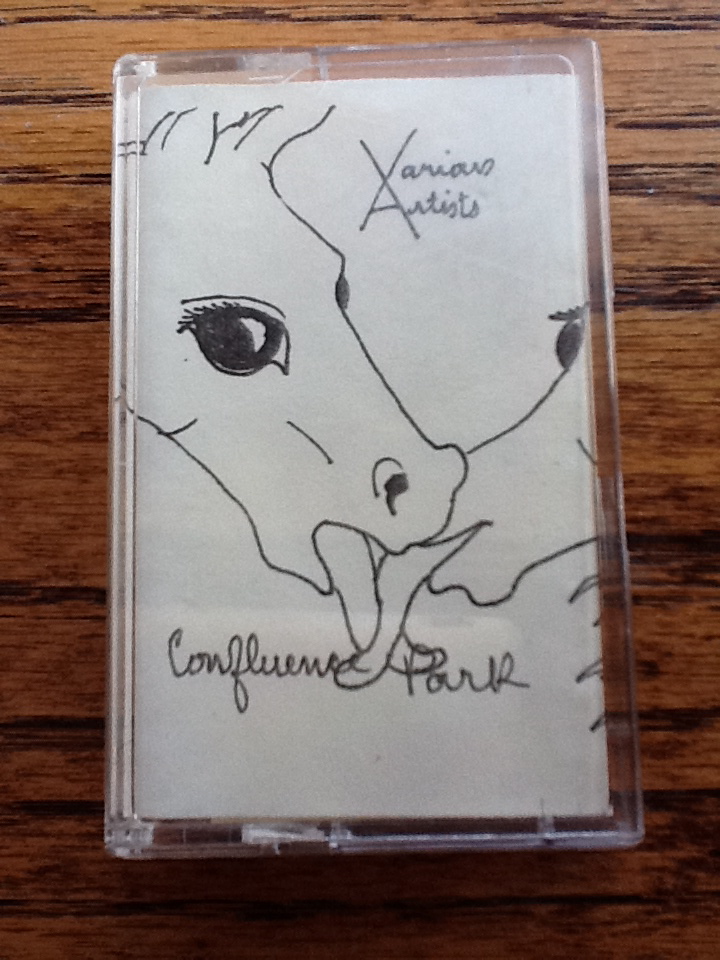 Various
Artists
Confluence Park